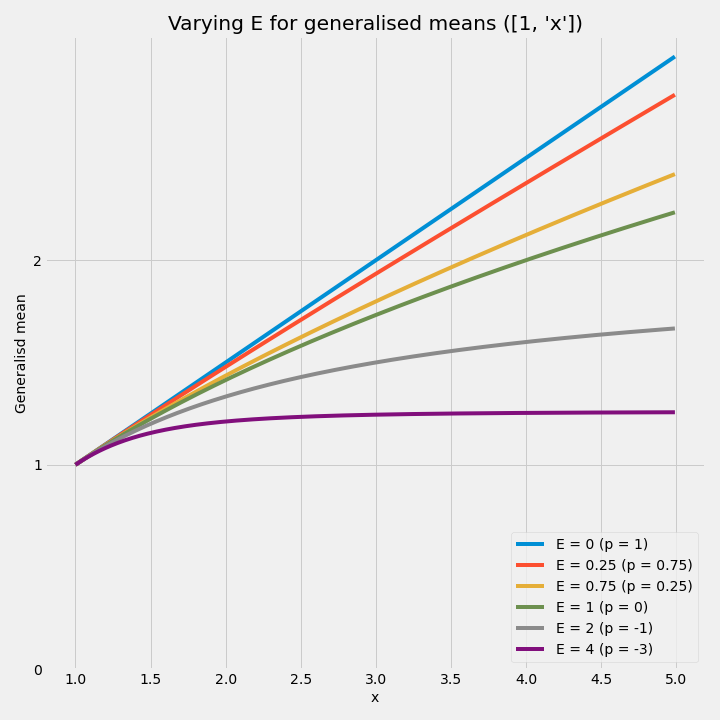 Varying E for generalised means ([1, 'x'])
Generalisd mean
2
1
0
1.0 1.5 2.0 2.5 3.0 3.5 4.0 4.5 5.0
x
E = 0 (p = 1)
E = 0.25 (p = 0.75)
E = 0.75 (p = 0.25)
E = 1 (p = 0)
E = 2 (p = -1)
E = 4 (p = -3)